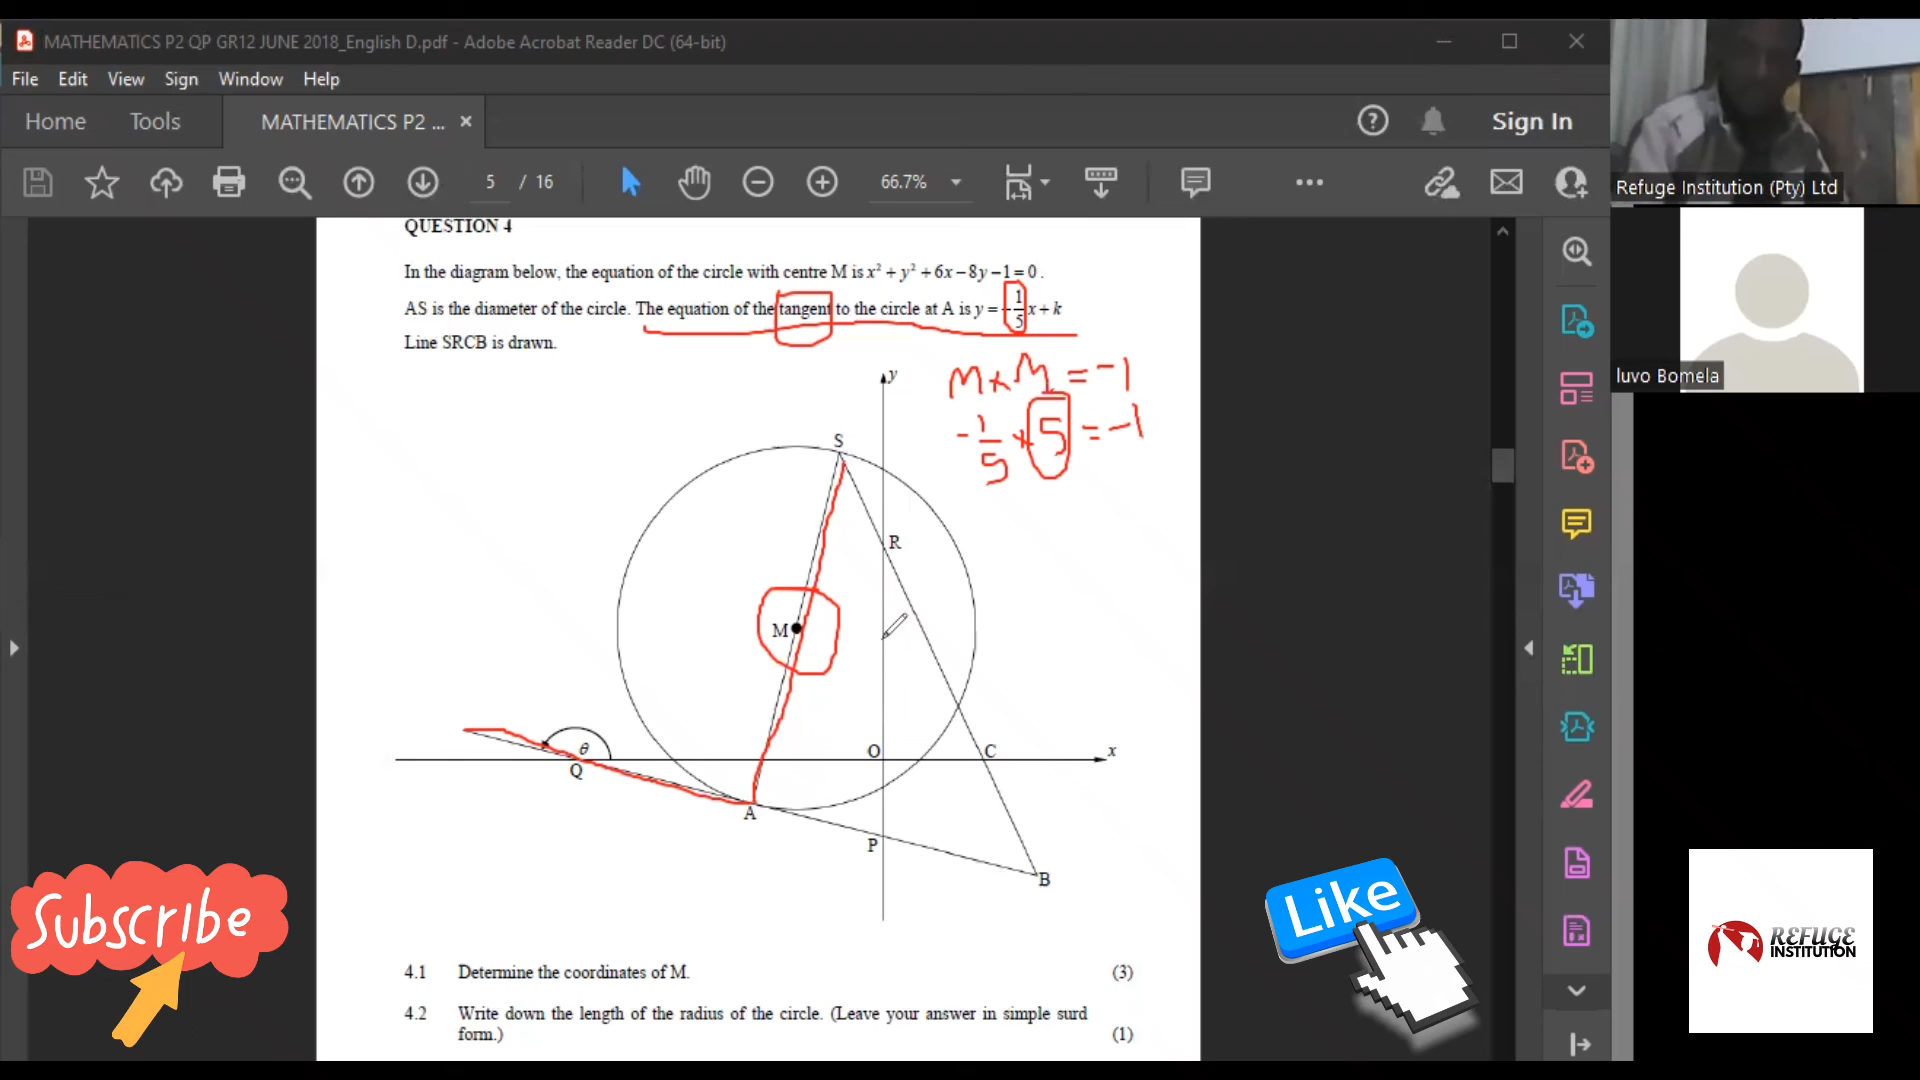 MATHEMATICS P2 QP GR12 JUNE 2018_English D.pdf - Adobe Acrobat Reader DC (64-bit)
File Edit View Sign Window Help
Home Tools MATHEMATICS P2 ... × Sign In
5 / 16 66.7%
Refuge Institution (Pty) Ltd
luvo Bomela
QUESTION 4
In the diagram below, the equation of the circle with centre M is x² + y² + 6x − 8y − 1 = 0 .
AS is the diameter of the circle. The equation of the tangent to the circle at A is y = −1/5 x + k
Line SRCB is drawn.
M × M = −1
−1/5 × 5 = −1
y
S
R
M
O C x
θ
Q
A
P
B
4.1 Determine the coordinates of M. (3)
4.2 Write down the length of the radius of the circle. (Leave your answer in simple surd
form.) (1)
Subscribe
Like
REFUGE
INSTITUTION